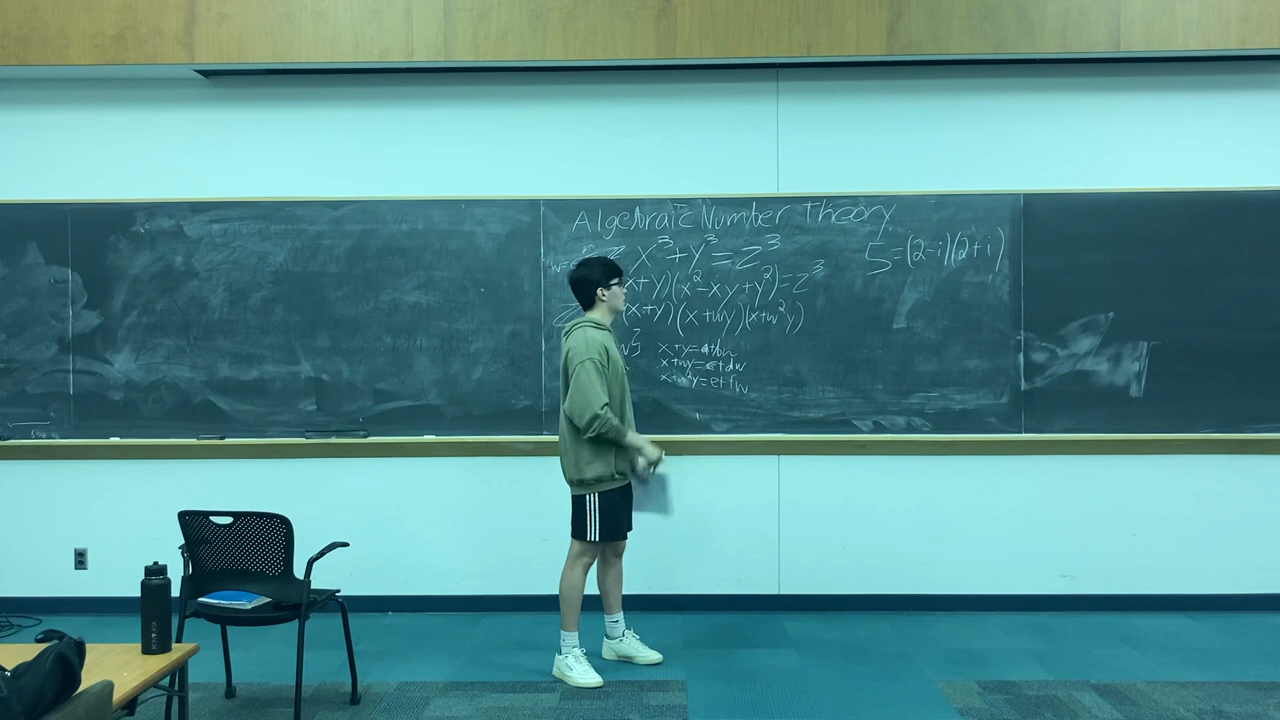 Algebraic Number Theory
x³+y³=z³
x+y)(x²-xy+y²)=z³
(x+y)(x+wy)(x+w²y)
x+y=a+bw
x+wy=c+dw
x+w²y=e+fw
5=(2-i)(2+i)